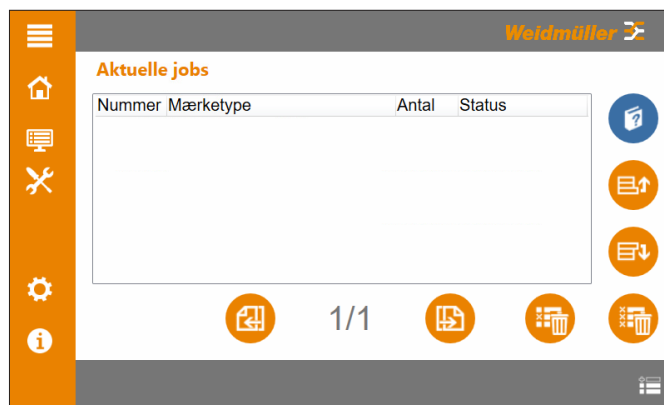 Weidmüller
Aktuelle jobs
Nummer Mærketype Antal Status
?
1/1
i